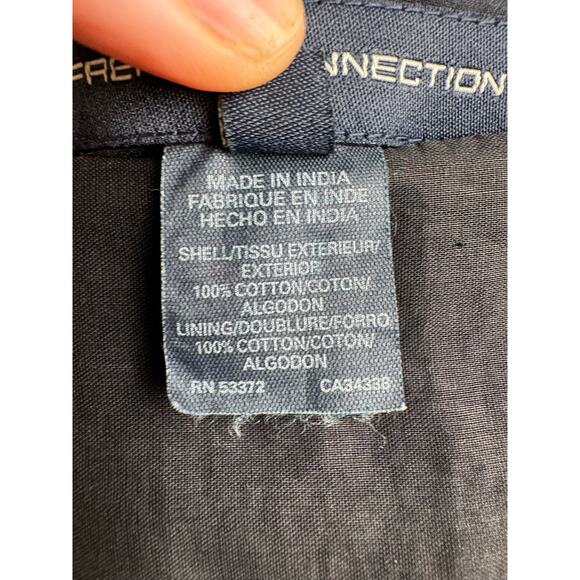 FRE NNECTION
MADE IN INDIA
FABRIQUE EN INDE
HECHO EN INDIA
SHELL/TISSU EXTERIEUR/
EXTERIOR
100% COTTON/COTON/
ALGODON
LINING/DOUBLURE/FORRO
100% COTTON/COTON/
ALGODON
RN 53372 CA34336